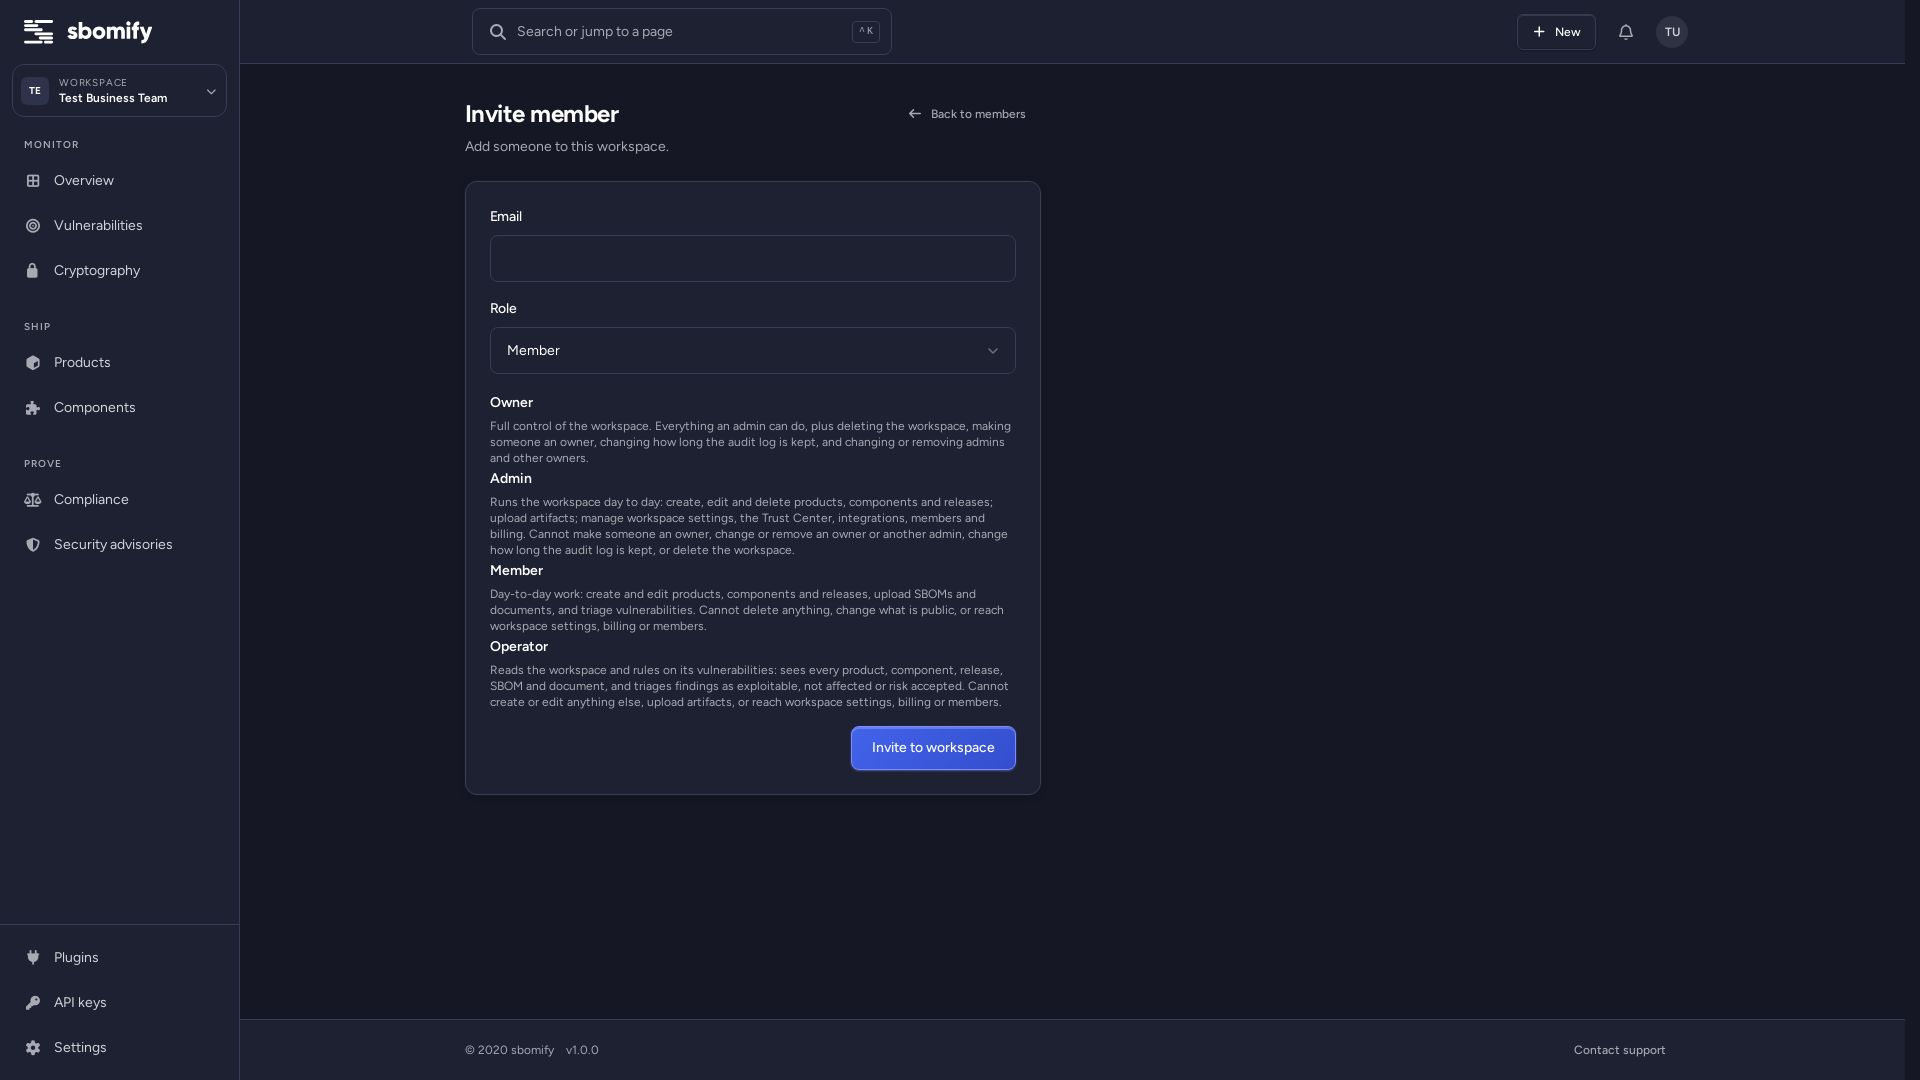 sbomify
Search or jump to a page
^ K
New
TU
TE
WORKSPACE
Test Business Team
MONITOR
Overview
Vulnerabilities
Cryptography
SHIP
Products
Components
PROVE
Compliance
Security advisories
Plugins
API keys
Settings
Invite member
Back to members
Add someone to this workspace.
Email
Role
Member
Owner
Full control of the workspace. Everything an admin can do, plus deleting the workspace, making
someone an owner, changing how long the audit log is kept, and changing or removing admins
and other owners.
Admin
Runs the workspace day to day: create, edit and delete products, components and releases;
upload artifacts; manage workspace settings, the Trust Center, integrations, members and
billing. Cannot make someone an owner, change or remove an owner or another admin, change
how long the audit log is kept, or delete the workspace.
Member
Day-to-day work: create and edit products, components and releases, upload SBOMs and
documents, and triage vulnerabilities. Cannot delete anything, change what is public, or reach
workspace settings, billing or members.
Operator
Reads the workspace and rules on its vulnerabilities: sees every product, component, release,
SBOM and document, and triages findings as exploitable, not affected or risk accepted. Cannot
create or edit anything else, upload artifacts, or reach workspace settings, billing or members.
Invite to workspace
© 2020 sbomify v1.0.0
Contact support